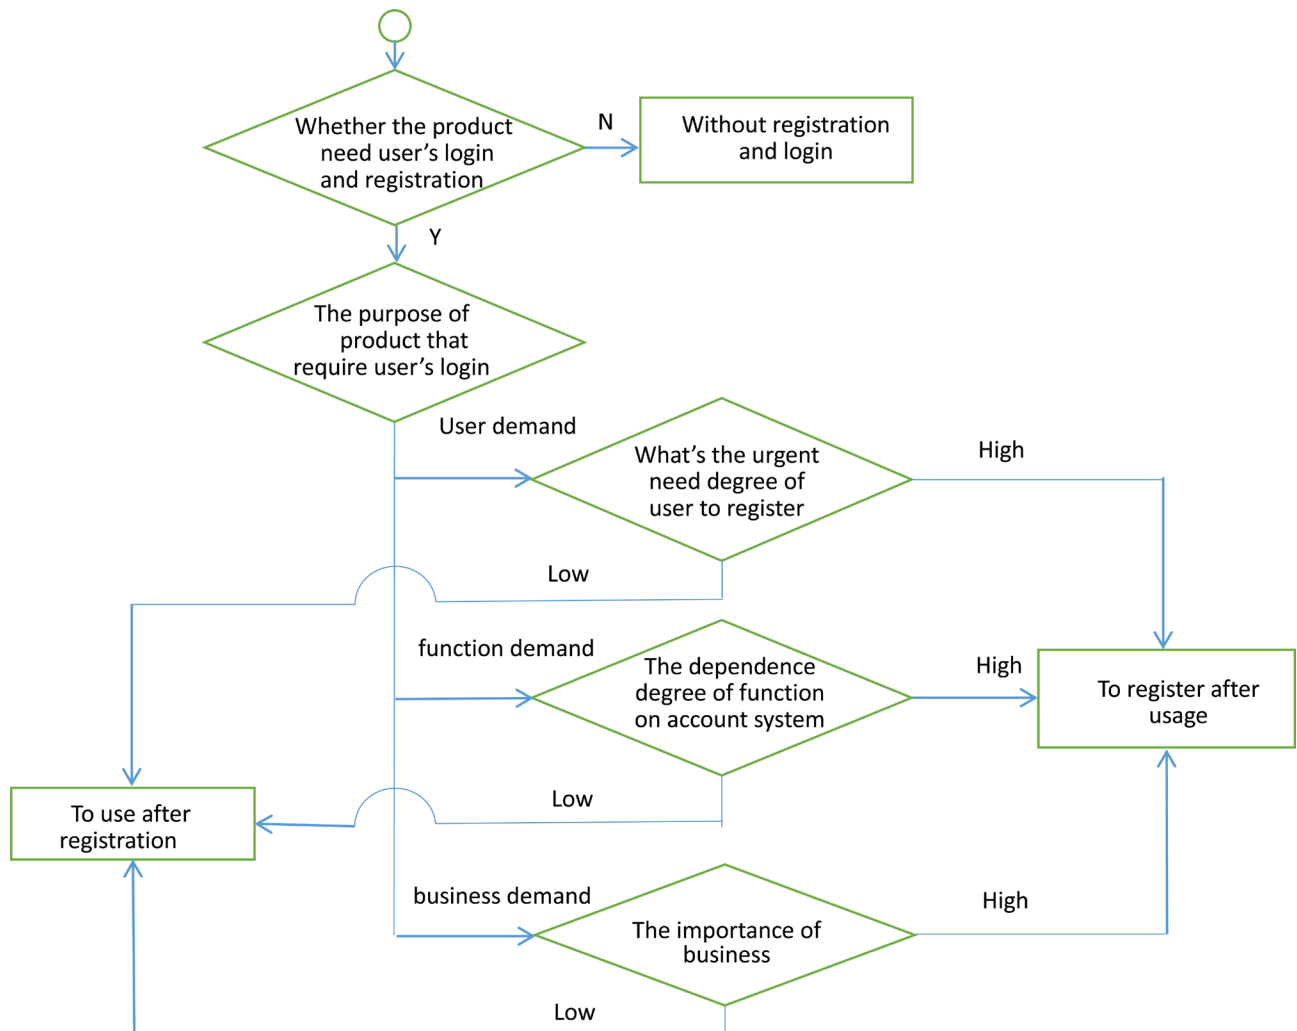 Whether the product
need user's login
and registration
N
Without registration
and login
Y
The purpose of
product that
require user's login
User demand
What's the urgent
need degree of
user to register
High
Low
function demand
The dependence
degree of function
on account system
High
To register after
usage
Low
To use after
registration
business demand
The importance of
business
High
Low